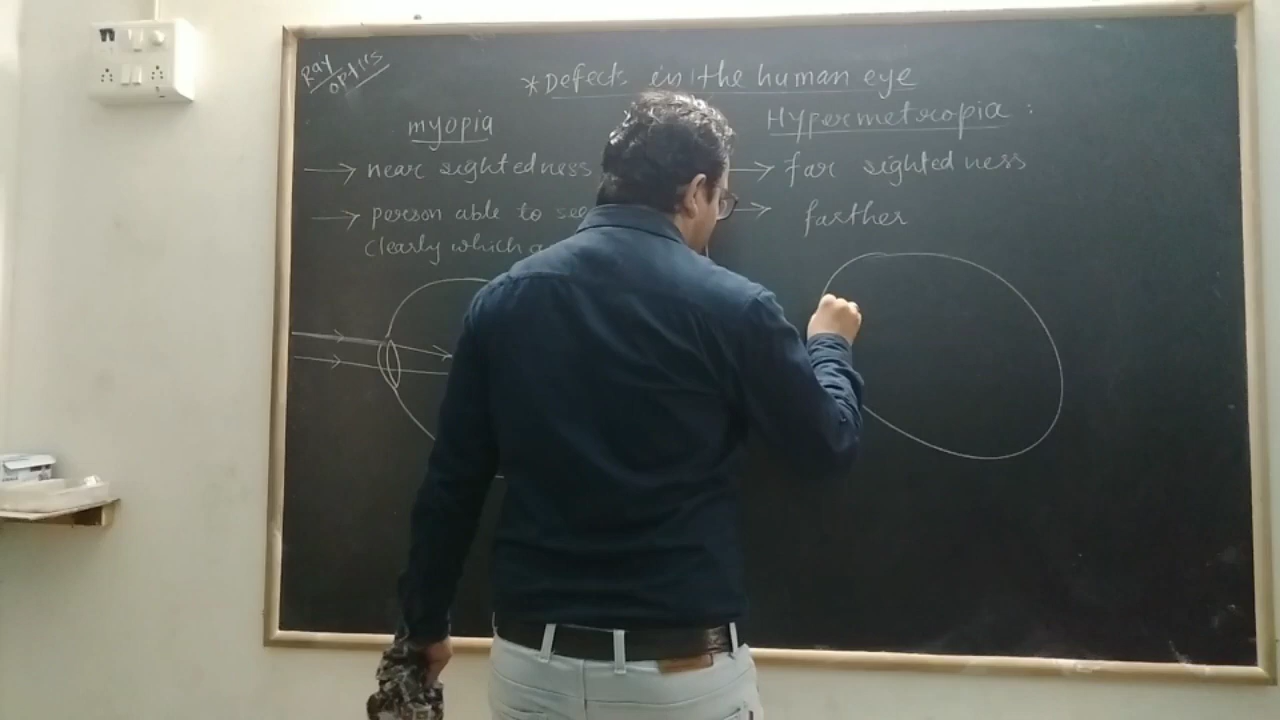 Ray
optics
* Defects in the human eye
myopia
→ near sightedness
→ person able to see
clearly which
Hypermetropia :
→ far sightedness
→ farther